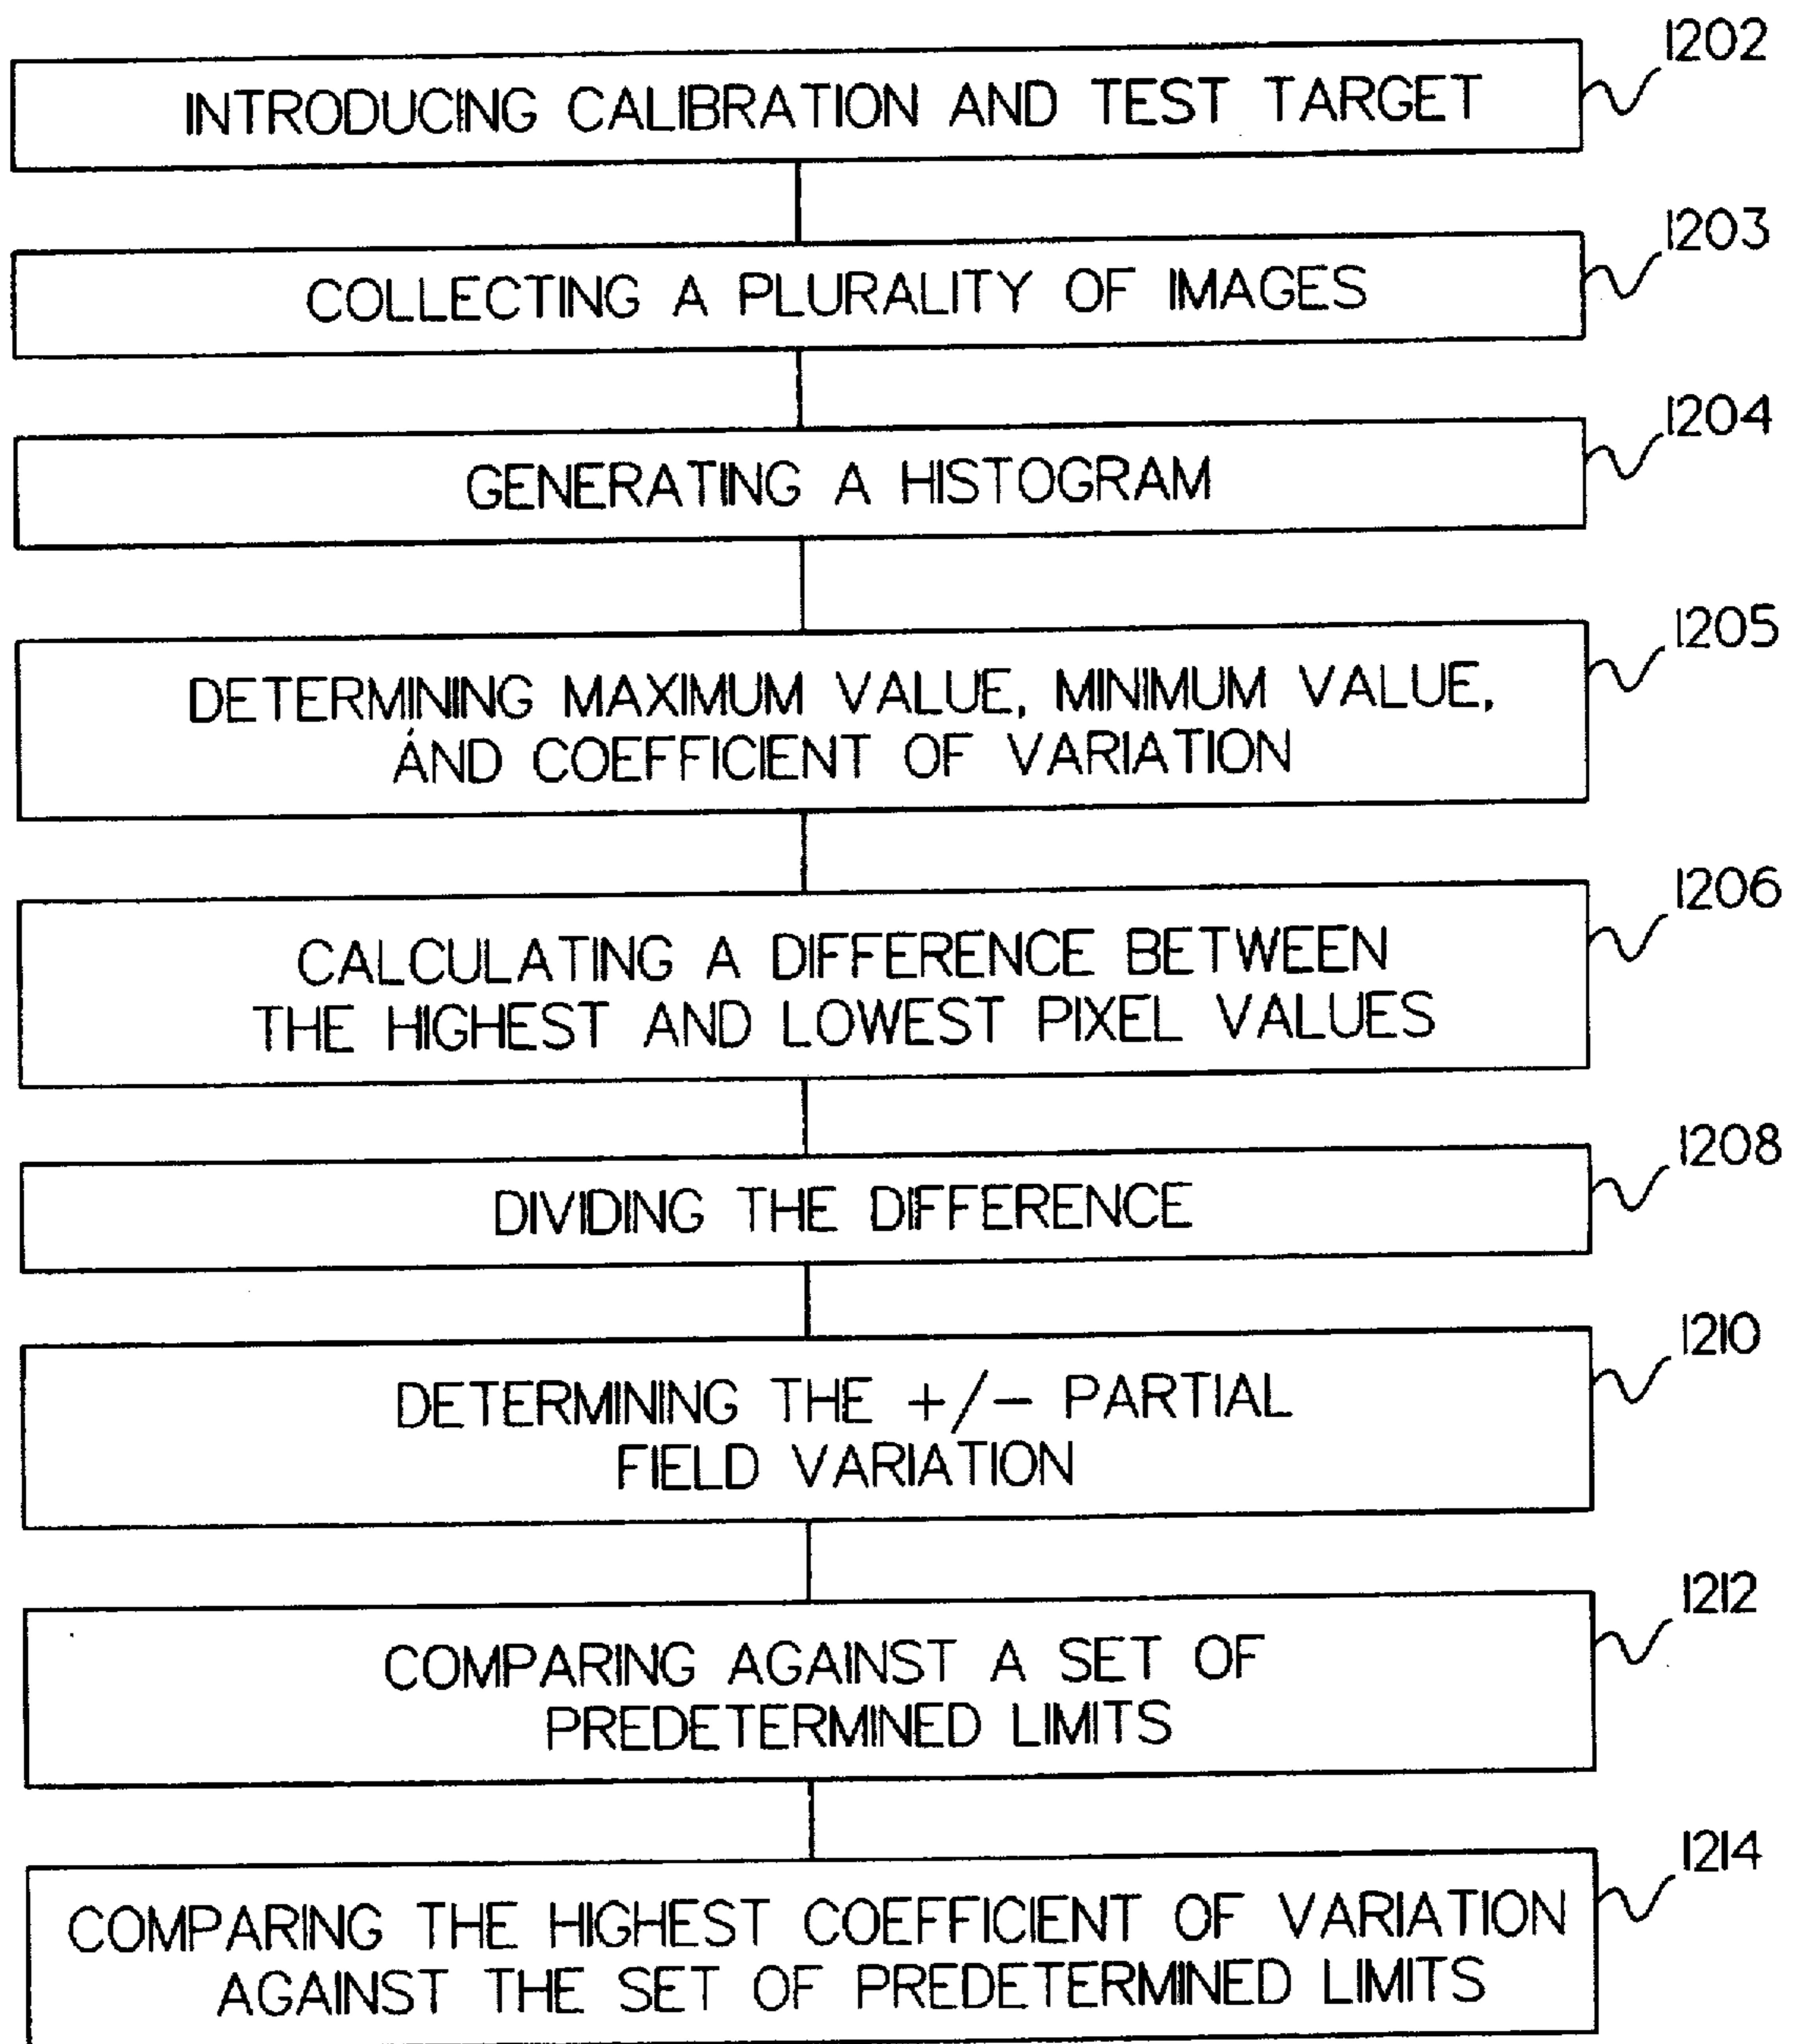 1202
INTRODUCING CALIBRATION AND TEST TARGET
1203
COLLECTING A PLURALITY OF IMAGES
1204
GENERATING A HISTOGRAM
1205
DETERMINING MAXIMUM VALUE, MINIMUM VALUE,
AND COEFFICIENT OF VARIATION
1206
CALCULATING A DIFFERENCE BETWEEN
THE HIGHEST AND LOWEST PIXEL VALUES
1208
DIVIDING THE DIFFERENCE
1210
DETERMINING THE +/- PARTIAL
FIELD VARIATION
1212
COMPARING AGAINST A SET OF
PREDETERMINED LIMITS
1214
COMPARING THE HIGHEST COEFFICIENT OF VARIATION
AGAINST THE SET OF PREDETERMINED LIMITS